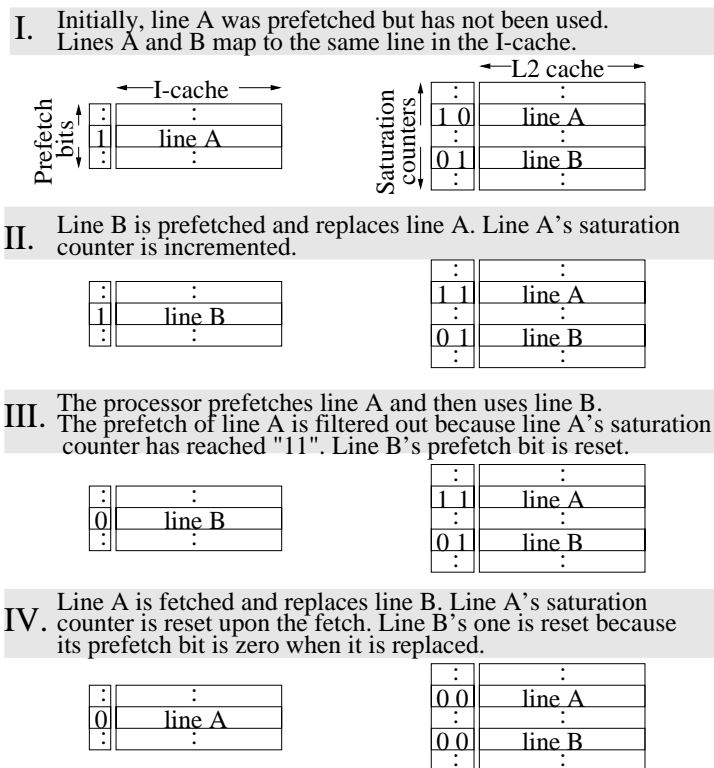 I. Initially, line A was prefetched but has not been used.
Lines A and B map to the same line in the I-cache.
I-cache
L2 cache
Prefetch
bits
: :
1 line A
: :
Saturation
counters
: :
1 0 line A
: :
0 1 line B
: :
II. Line B is prefetched and replaces line A. Line A's saturation
counter is incremented.
: :
1 line B
: :
: :
1 1 line A
: :
0 1 line B
: :
III. The processor prefetches line A and then uses line B.
The prefetch of line A is filtered out because line A's saturation
counter has reached "11". Line B's prefetch bit is reset.
: :
0 line B
: :
: :
1 1 line A
: :
0 1 line B
: :
IV. Line A is fetched and replaces line B. Line A's saturation
counter is reset upon the fetch. Line B's one is reset because
its prefetch bit is zero when it is replaced.
: :
0 line A
: :
: :
0 0 line A
: :
0 0 line B
: :